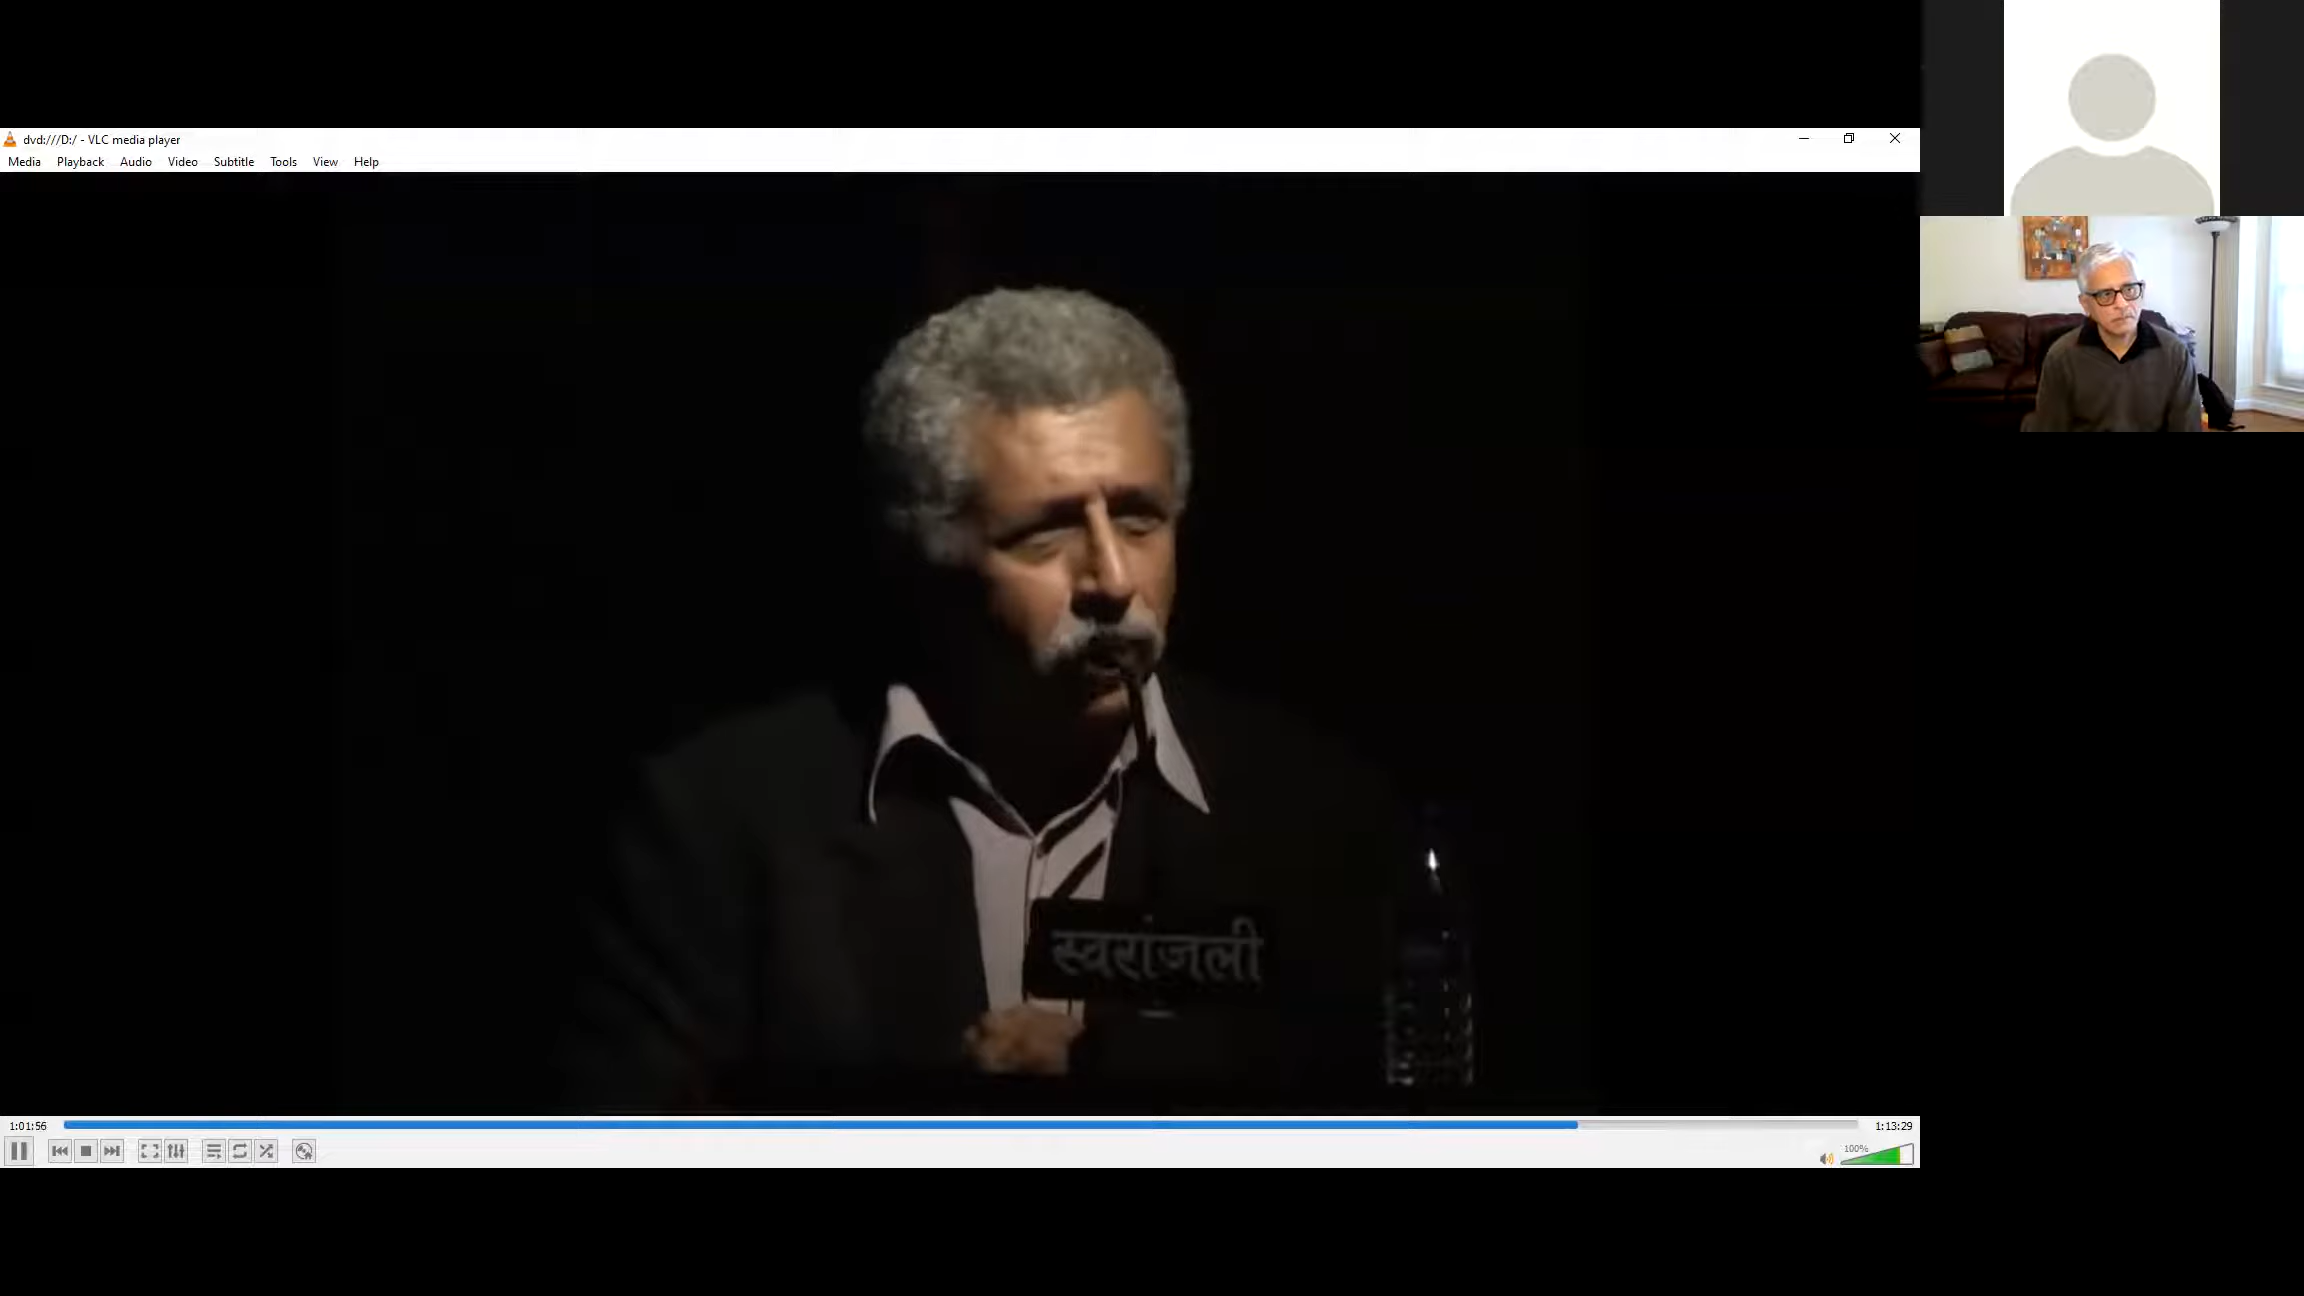 dvd:///D:/ - VLC media player
Media Playback Audio Video Subtitle Tools View Help
स्वरांजली
1:01:56
1:13:29
100%